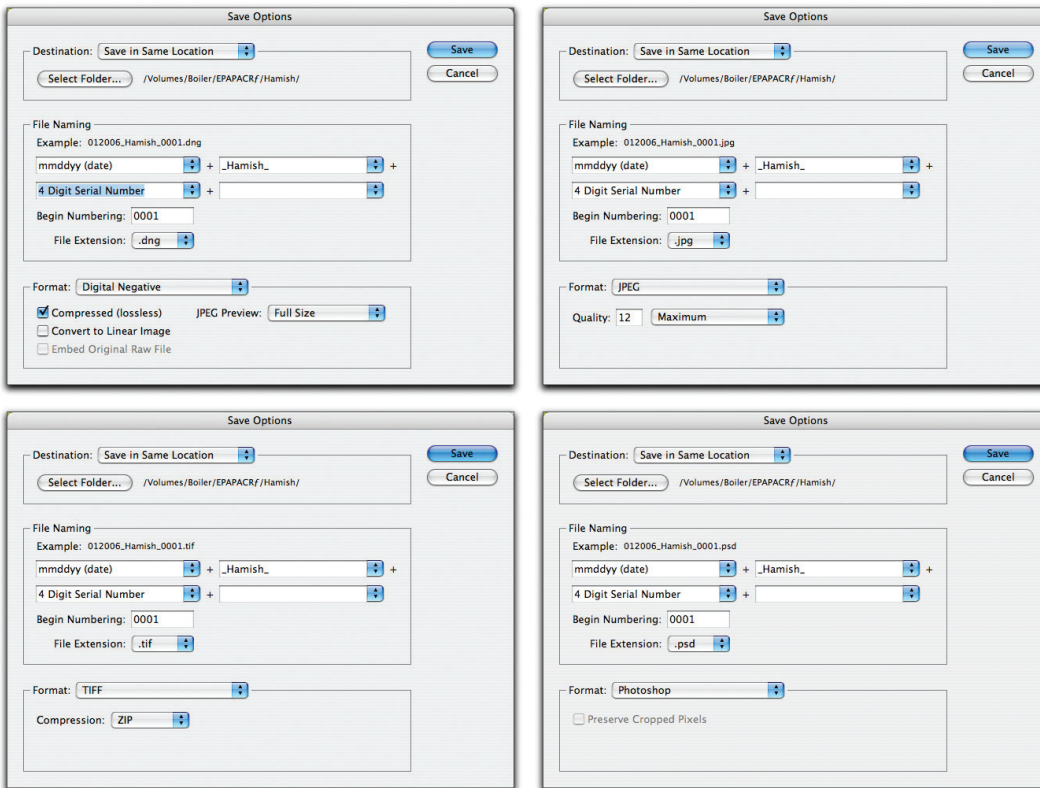 Save Options
Destination: Save in Same Location Save
Select Folder... /Volumes/Boiler/EPAPACRƒ/Hamish/ Cancel
File Naming
Example: 012006_Hamish_0001.dng
mmddyy (date) + _Hamish_ +
4 Digit Serial Number +
Begin Numbering: 0001
File Extension: .dng
Format: Digital Negative
Compressed (lossless) JPEG Preview: Full Size
Convert to Linear Image
Embed Original Raw File
Save Options
Destination: Save in Same Location Save
Select Folder... /Volumes/Boiler/EPAPACRƒ/Hamish/ Cancel
File Naming
Example: 012006_Hamish_0001.jpg
mmddyy (date) + _Hamish_ +
4 Digit Serial Number +
Begin Numbering: 0001
File Extension: .jpg
Format: JPEG
Quality: 12 Maximum
Save Options
Destination: Save in Same Location Save
Select Folder... /Volumes/Boiler/EPAPACRƒ/Hamish/ Cancel
File Naming
Example: 012006_Hamish_0001.tif
mmddyy (date) + _Hamish_ +
4 Digit Serial Number +
Begin Numbering: 0001
File Extension: .tif
Format: TIFF
Compression: ZIP
Save Options
Destination: Save in Same Location Save
Select Folder... /Volumes/Boiler/EPAPACRƒ/Hamish/ Cancel
File Naming
Example: 012006_Hamish_0001.psd
mmddyy (date) + _Hamish_ +
4 Digit Serial Number +
Begin Numbering: 0001
File Extension: .psd
Format: Photoshop
Preserve Cropped Pixels